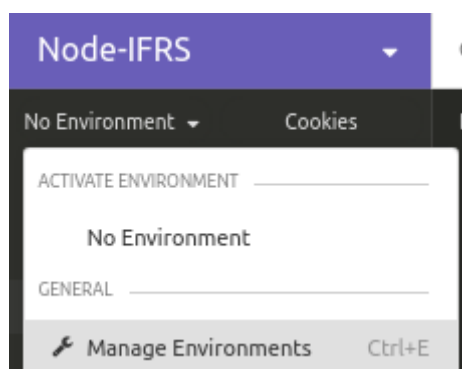 Node-IFRS
No Environment Cookies
ACTIVATE ENVIRONMENT
No Environment
GENERAL
Manage Environments Ctrl+E